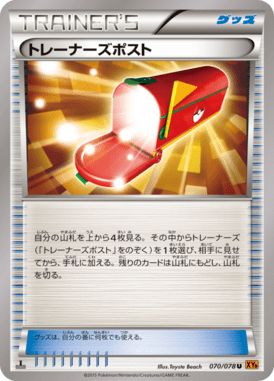 TRAINER'S
グッズ
トレーナーズポスト
自分の山札を上から4枚見る。その中からトレーナーズ
(「トレーナーズポスト」をのぞく)を1枚選び、相手に見せ
てから、手札に加える。残りのカードは山札にもどし、山札
を切る。
グッズは、自分の番に何枚でも使える。
Illus. Toyste Beach
070/078 U
XY6
©2015 Pokémon/Nintendo/Creatures/GAME FREAK.